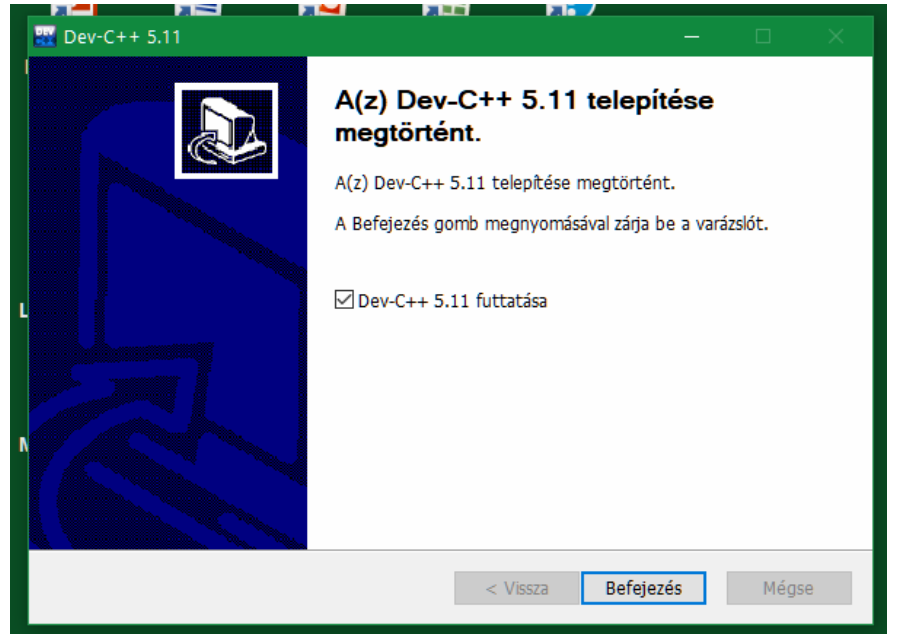 Dev-C++ 5.11
A(z) Dev-C++ 5.11 telepítése
megtörtént.
A(z) Dev-C++ 5.11 telepítése megtörtént.
A Befejezés gomb megnyomásával zárja be a varázslót.
Dev-C++ 5.11 futtatása
< Vissza
Befejezés
Mégse